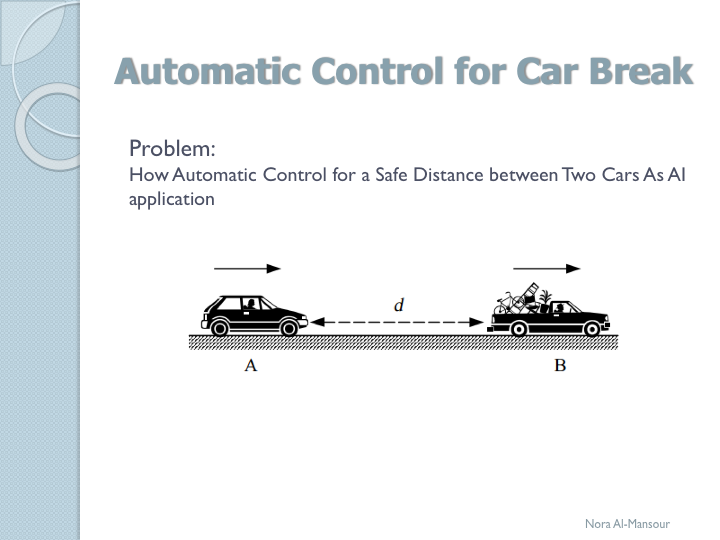 Automatic Control for Car Break
Problem:
How Automatic Control for a Safe Distance between Two Cars As AI
application
d
A
B
Nora Al-Mansour